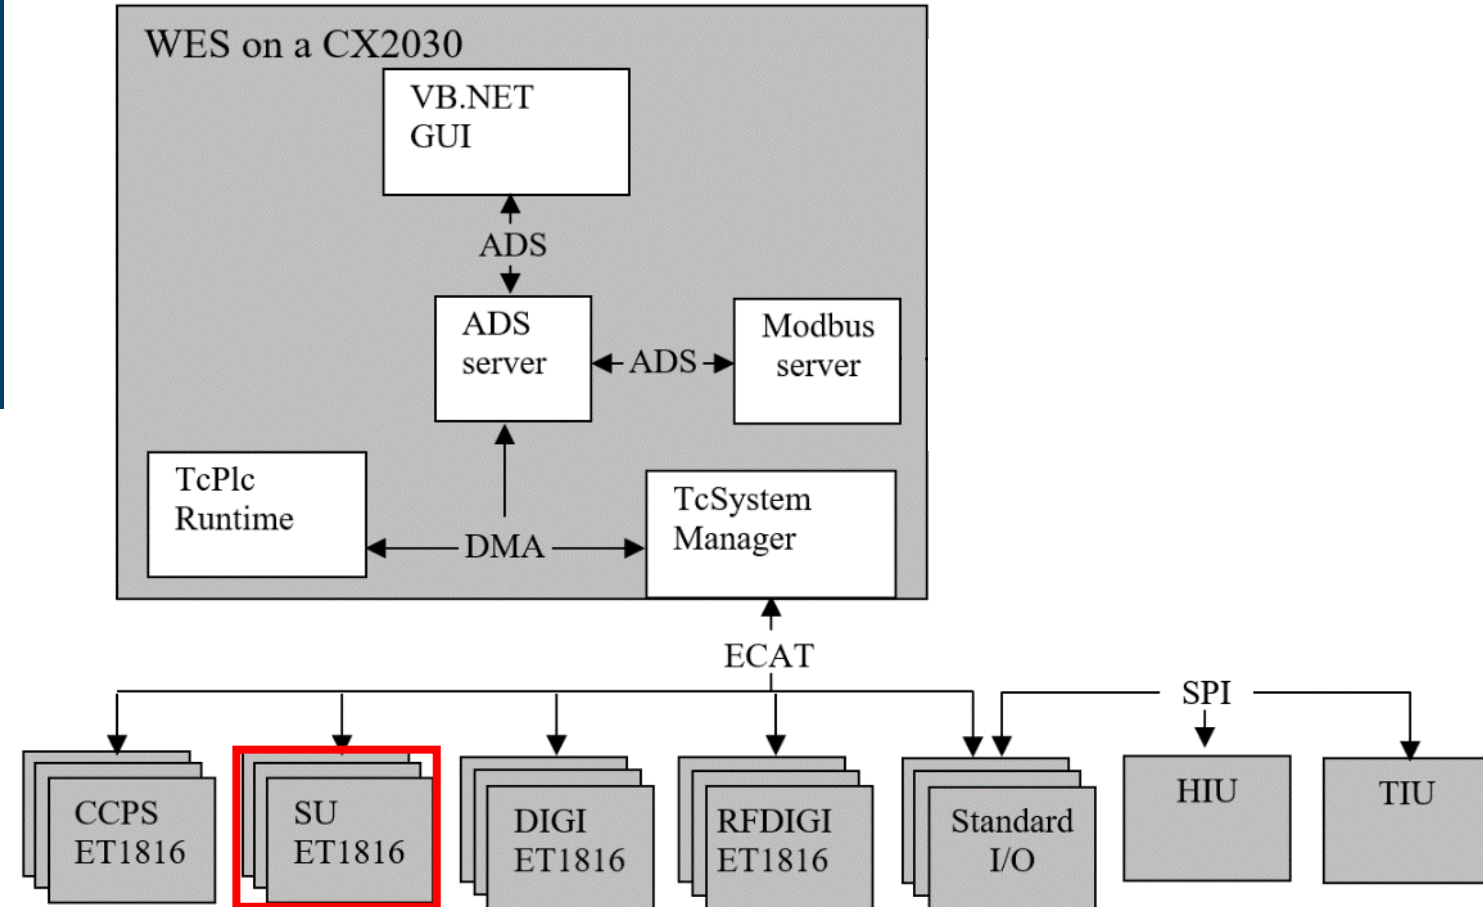 WES on a CX2030
VB.NET
GUI
ADS
ADS
server
ADS
Modbus
server
TcPlc
Runtime
DMA
TcSystem
Manager
ECAT
SPI
CCPS
ET1816
SU
ET1816
DIGI
ET1816
RFDIGI
ET1816
Standard
I/O
HIU
TIU